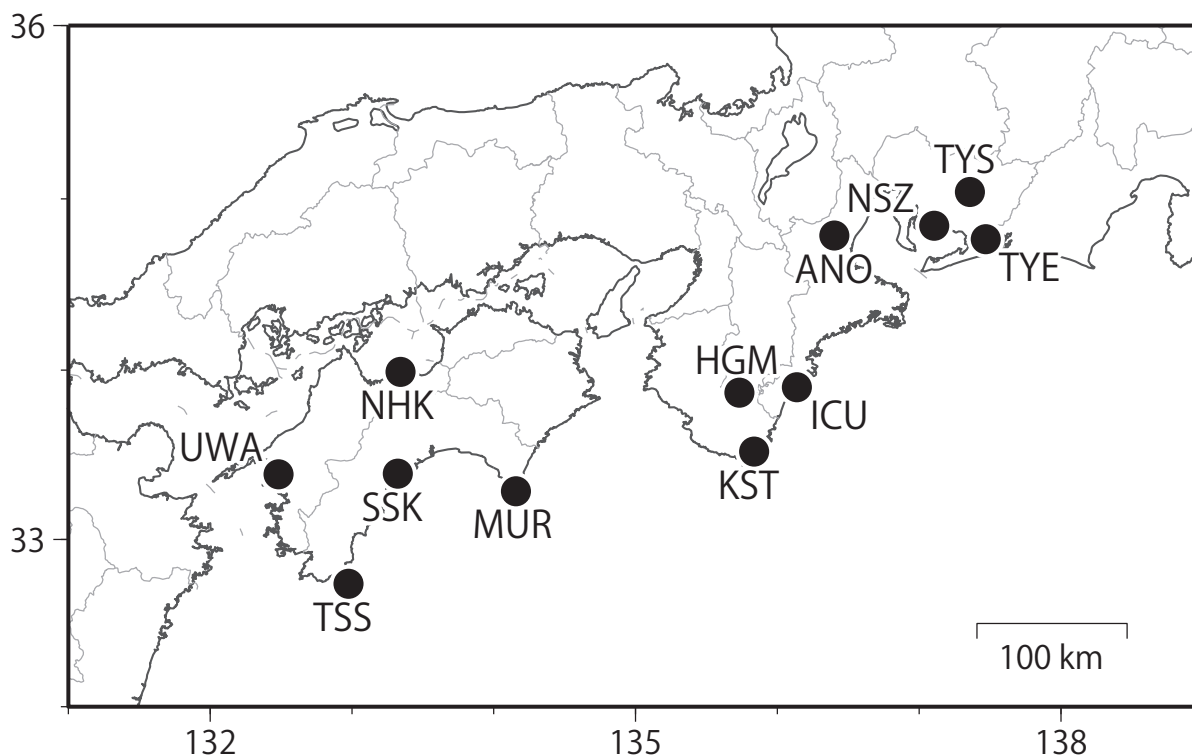 36
TYS
NSZ
ANO
TYE
HGM
NHK
ICU
UWA
KST
SSK
MUR
33
TSS
100 km
132
135
138